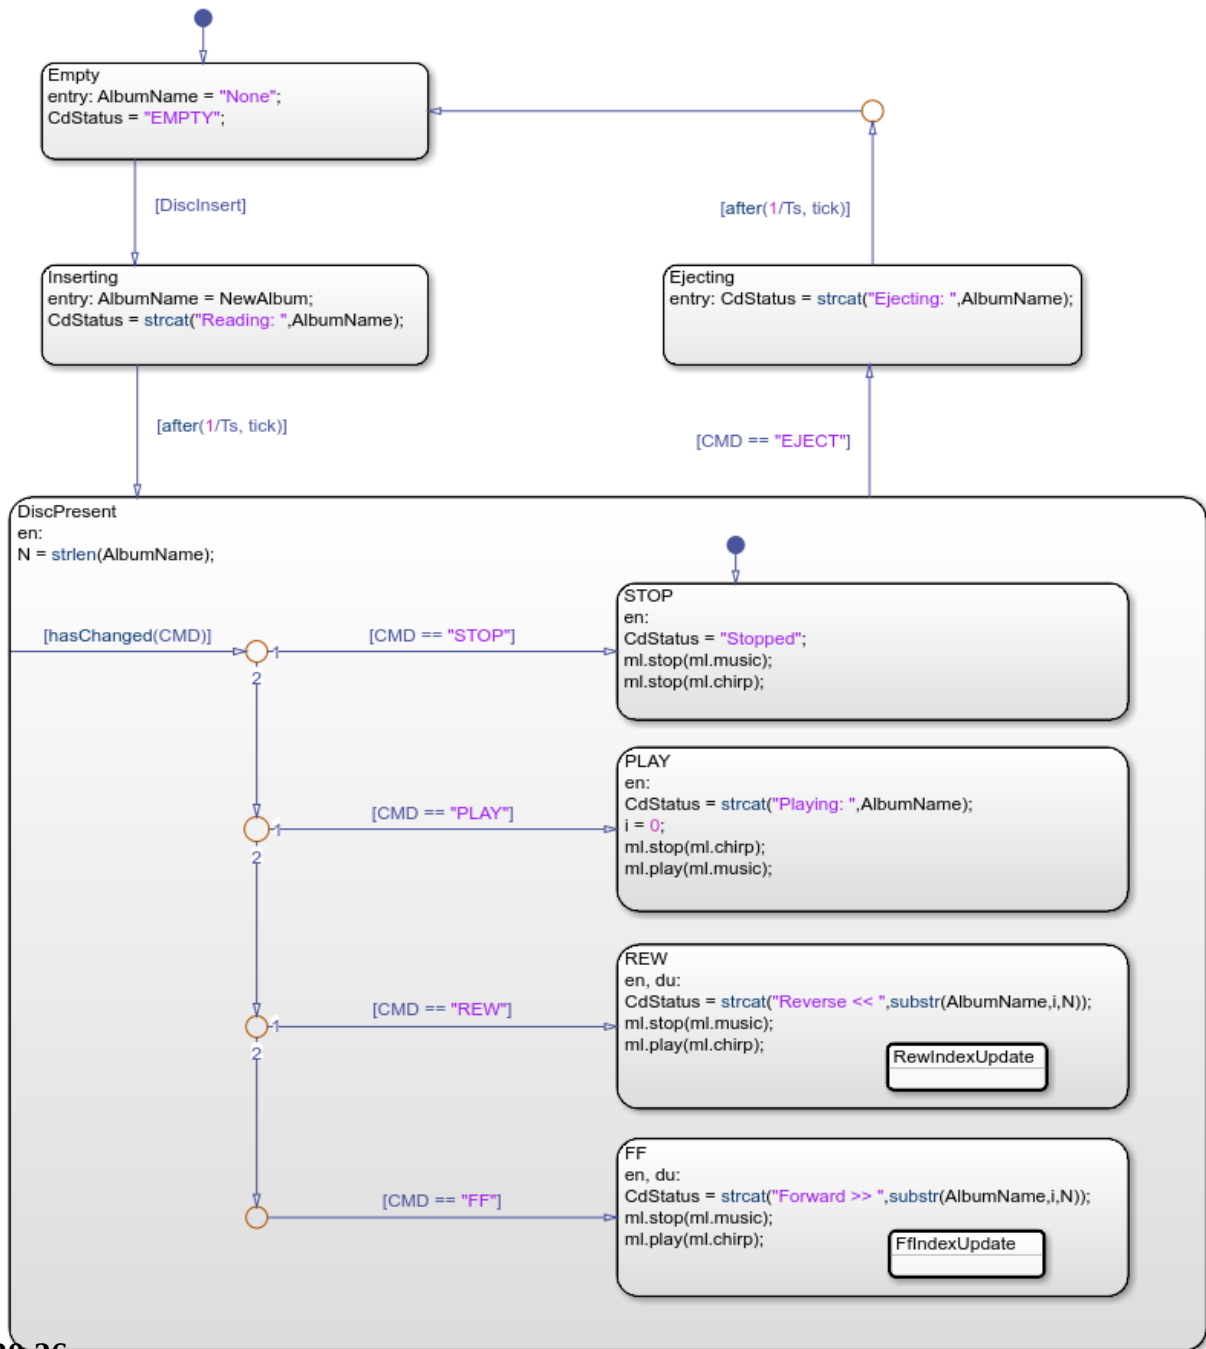 Empty
entry: AlbumName = "None";
CdStatus = "EMPTY";
[DiscInsert]
[after(1/Ts, tick)]
Inserting
entry: AlbumName = NewAlbum;
CdStatus = strcat("Reading: ",AlbumName);
Ejecting
entry: CdStatus = strcat("Ejecting: ",AlbumName);
[after(1/Ts, tick)]
[CMD == "EJECT"]
DiscPresent
en:
N = strlen(AlbumName);
[hasChanged(CMD)]
1
[CMD == "STOP"]
2
STOP
en:
CdStatus = "Stopped";
ml.stop(ml.music);
ml.stop(ml.chirp);
1
[CMD == "PLAY"]
2
PLAY
en:
CdStatus = strcat("Playing: ",AlbumName);
i = 0;
ml.stop(ml.chirp);
ml.play(ml.music);
1
[CMD == "REW"]
2
REW
en, du:
CdStatus = strcat("Reverse << ",substr(AlbumName,i,N));
ml.stop(ml.music);
ml.play(ml.chirp);
RewIndexUpdate
[CMD == "FF"]
FF
en, du:
CdStatus = strcat("Forward >> ",substr(AlbumName,i,N));
ml.stop(ml.music);
ml.play(ml.chirp);
FfIndexUpdate